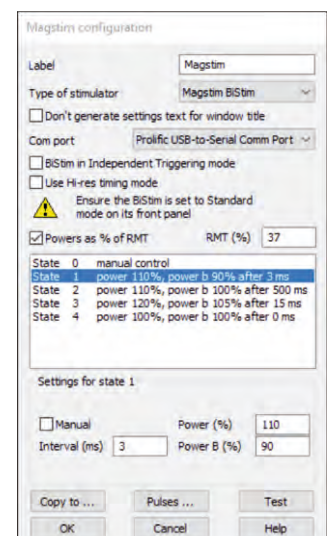 Magstim configuration
Label Magstim
Type of stimulator Magstim BiStim
Don't generate settings text for window title
Com port Prolific USB-to-Serial Comm Port
BiStim in Independent Triggering mode
Use Hi-res timing mode
Ensure the BiStim is set to Standard
mode on its front panel
Powers as % of RMT RMT (%) 37
State 0 manual control
State 1 power 110%, power b 90% after 3 ms
State 2 power 110%, power b 100% after 500 ms
State 3 power 120%, power b 105% after 15 ms
State 4 power 100%, power b 100% after 0 ms
Settings for state 1
Manual Power (%) 110
Interval (ms) 3 Power B (%) 90
Copy to ... Pulses ... Test
OK Cancel Help